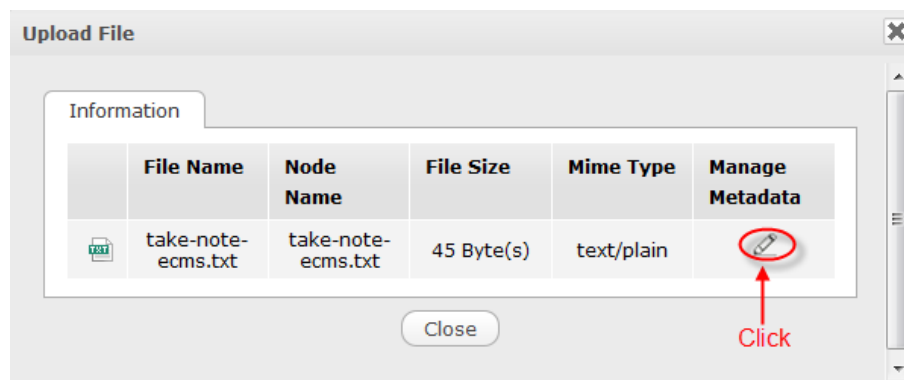 Upload File
Information
File Name Node Name File Size Mime Type Manage Metadata
TXT take-note-ecms.txt take-note-ecms.txt 45 Byte(s) text/plain
Close
Click